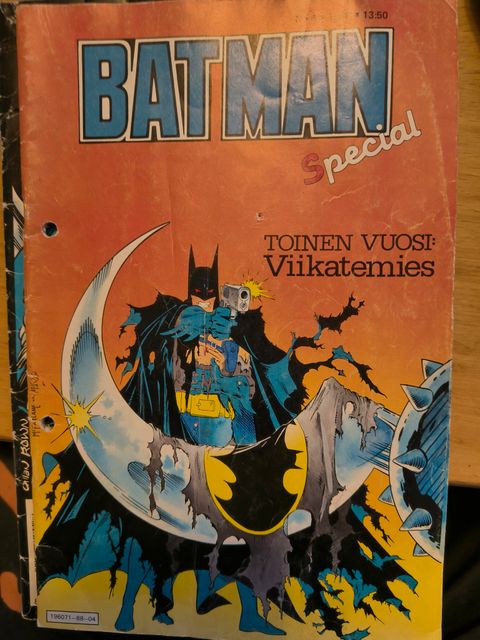 13:50
BATMAN
Special
TOINEN VUOSI:
Viikatemies
196071-88-04